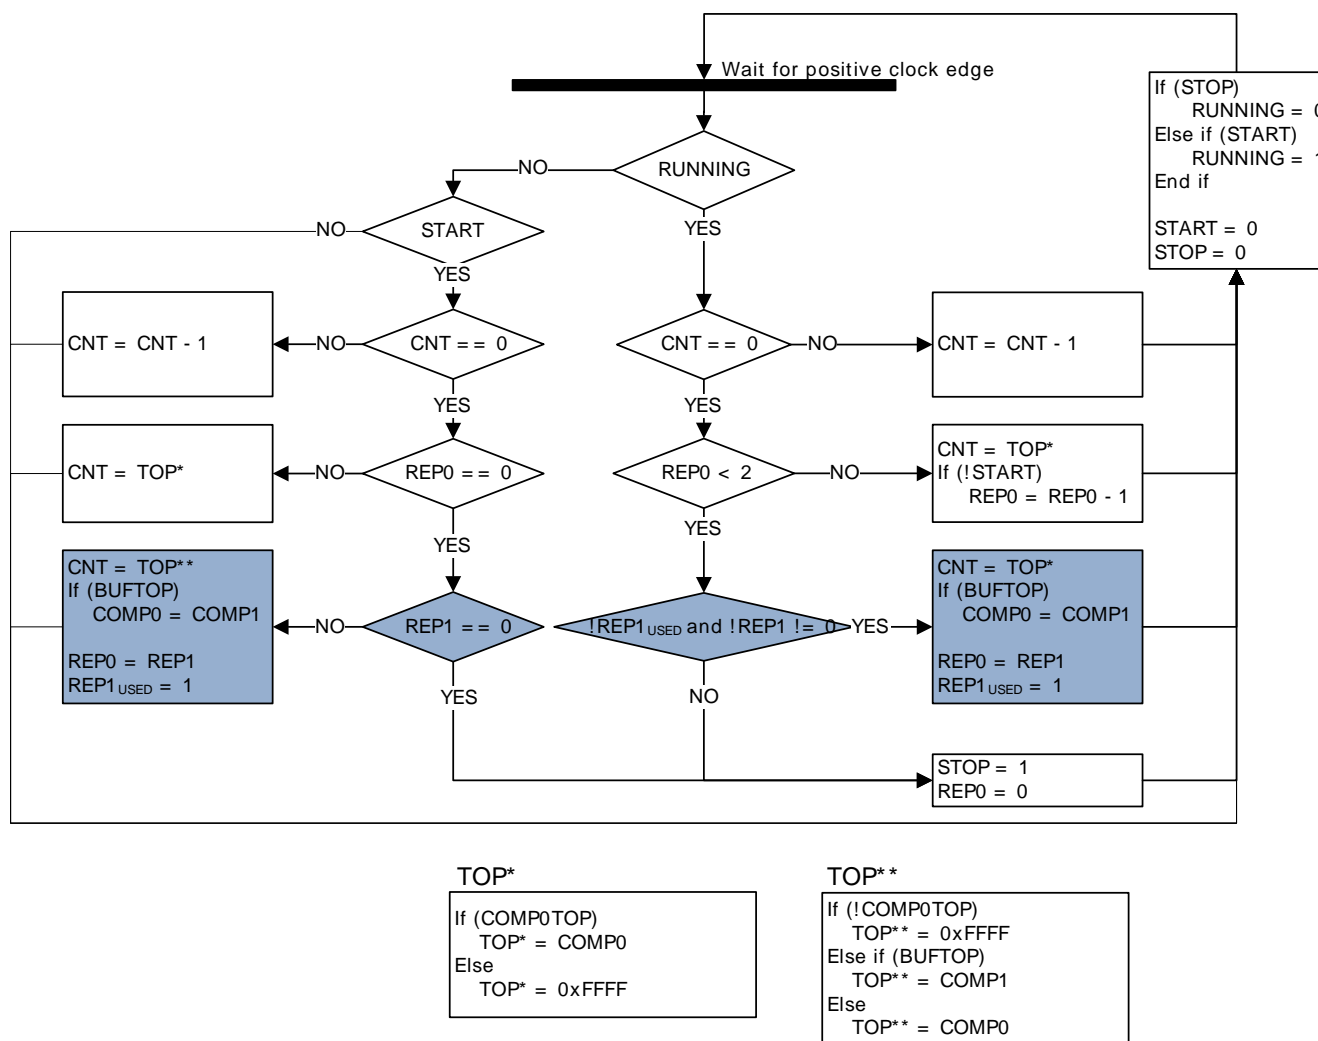 Wait for positive clock edge
If (STOP)
RUNNING = 0
Else if (START)
RUNNING = 1
End if
START = 0
STOP = 0
RUNNING
NO
YES
START
NO
YES
CNT = CNT - 1
NO
CNT == 0
YES
CNT == 0
NO
YES
CNT = CNT - 1
CNT = TOP*
NO
REP0 == 0
YES
REP0 < 2
NO
YES
CNT = TOP*
If (!START)
REP0 = REP0 - 1
CNT = TOP**
If (BUFTOP)
COMP0 = COMP1
REP0 = REP1
REP1USED = 1
NO
REP1 == 0
YES
!REP1USED and !REP1 != 0
YES
NO
CNT = TOP*
If (BUFTOP)
COMP0 = COMP1
REP0 = REP1
REP1USED = 1
STOP = 1
REP0 = 0
TOP*
If (COMP0TOP)
TOP* = COMP0
Else
TOP* = 0xFFFF
TOP**
If (!COMP0TOP)
TOP** = 0xFFFF
Else if (BUFTOP)
TOP** = COMP1
Else
TOP** = COMP0